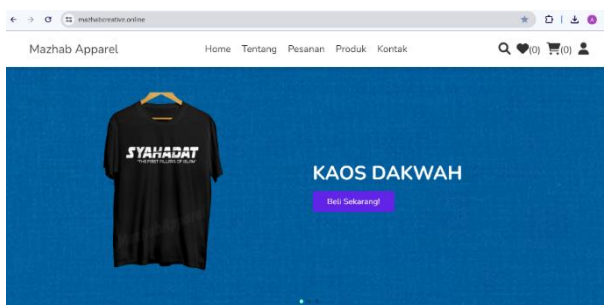 mazhabcreative.online
Mazhab Apparel Home Tentang Pesanan Produk Kontak (0) (0)
SYAHADAT
KAOS DAKWAH
Beli Sekarang!